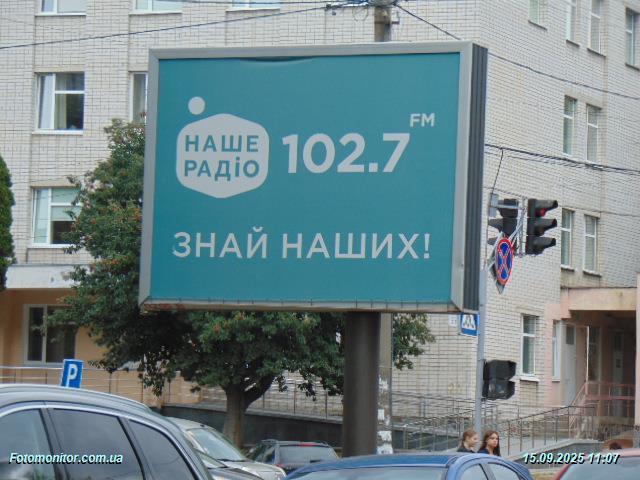 НАШЕ
РАДіО
102.7
FM
ЗНАЙ НАШИХ!
P
Fotomonitor.com.ua
15.09.2025 11:07